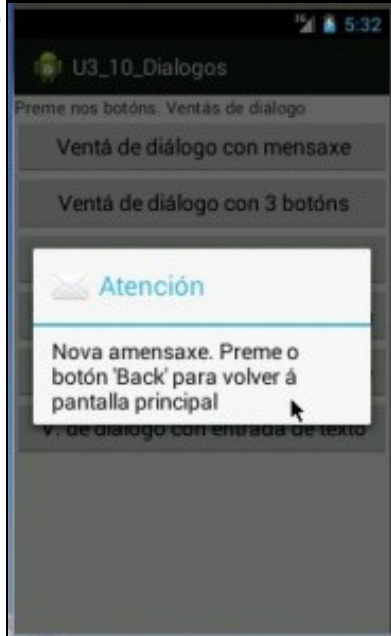 5:32
U3_10_Dialogos
Preme nos botóns. Ventás de diálogo
Ventá de diálogo con mensaxe
Ventá de diálogo con 3 botóns
Atención
Nova amensaxe. Preme o
botón 'Back' para volver á
pantalla principal
V. de diálogo con entrada de texto